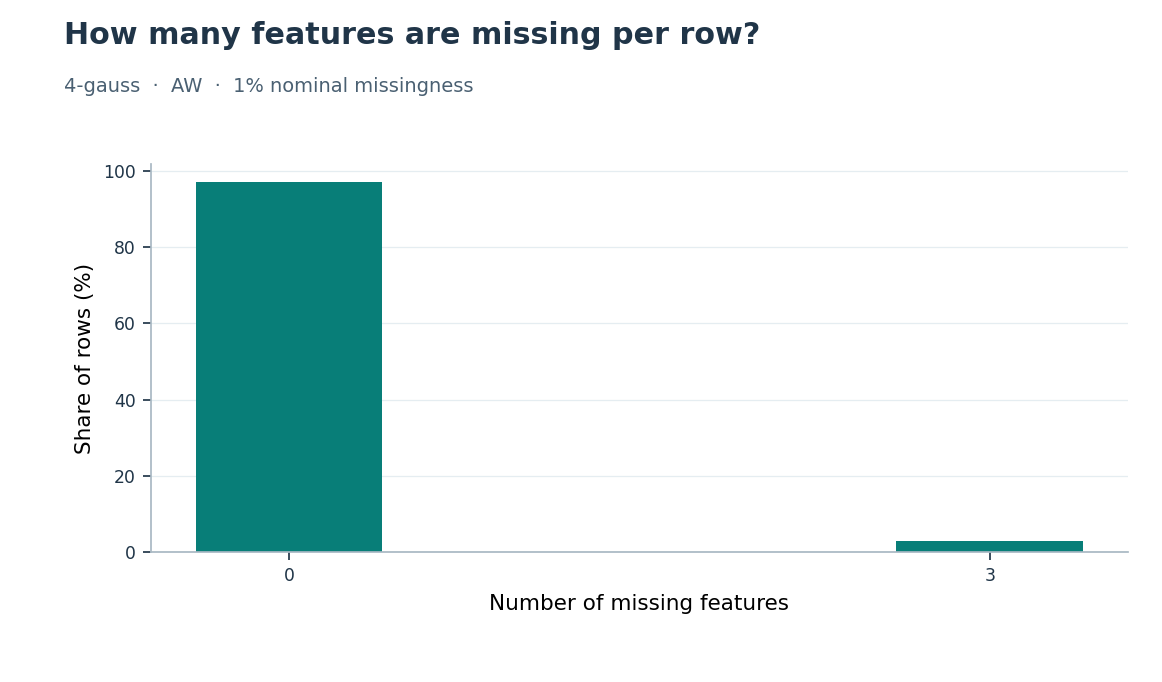 How many features are missing per row?
4-gauss · AW · 1% nominal missingness
100
80
60
40
20
0
Share of rows (%)
0 3
Number of missing features